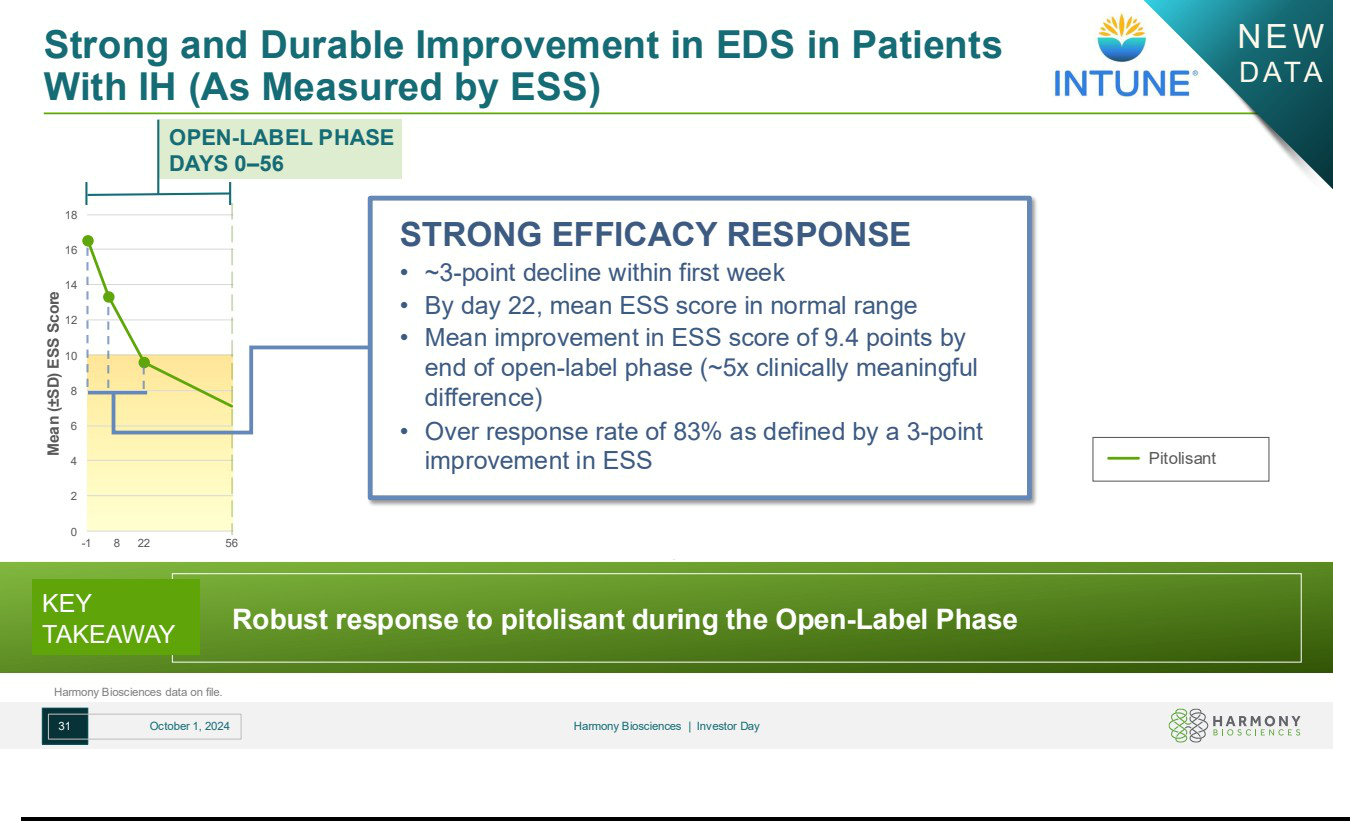 Strong and Durable Improvement in EDS in Patients
With IH (As Measured by ESS)
INTUNE®
NEW
DATA
OPEN-LABEL PHASE
DAYS 0–56
Mean (±SD) ESS Score
18
16
14
12
10
8
6
4
2
0
-1 8 22 56
STRONG EFFICACY RESPONSE
• ~3-point decline within first week
• By day 22, mean ESS score in normal range
• Mean improvement in ESS score of 9.4 points by
end of open-label phase (~5x clinically meaningful
difference)
• Over response rate of 83% as defined by a 3-point
improvement in ESS
Pitolisant
KEY
TAKEAWAY
Robust response to pitolisant during the Open-Label Phase
Harmony Biosciences data on file.
31
October 1, 2024
Harmony Biosciences | Investor Day
HARMONY
BIOSCIENCES